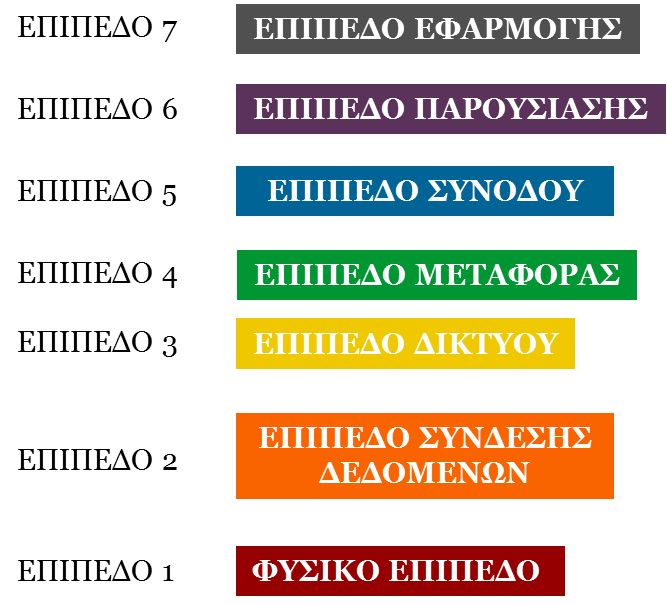 ΕΠΙΠΕΔΟ 7 ΕΠΙΠΕΔΟ ΕΦΑΡΜΟΓΗΣ
ΕΠΙΠΕΔΟ 6 ΕΠΙΠΕΔΟ ΠΑΡΟΥΣΙΑΣΗΣ
ΕΠΙΠΕΔΟ 5 ΕΠΙΠΕΔΟ ΣΥΝΟΔΟΥ
ΕΠΙΠΕΔΟ 4 ΕΠΙΠΕΔΟ ΜΕΤΑΦΟΡΑΣ
ΕΠΙΠΕΔΟ 3 ΕΠΙΠΕΔΟ ΔΙΚΤΥΟΥ
ΕΠΙΠΕΔΟ 2 ΕΠΙΠΕΔΟ ΣΥΝΔΕΣΗΣ
ΔΕΔΟΜΕΝΩΝ
ΕΠΙΠΕΔΟ 1 ΦΥΣΙΚΟ ΕΠΙΠΕΔΟ